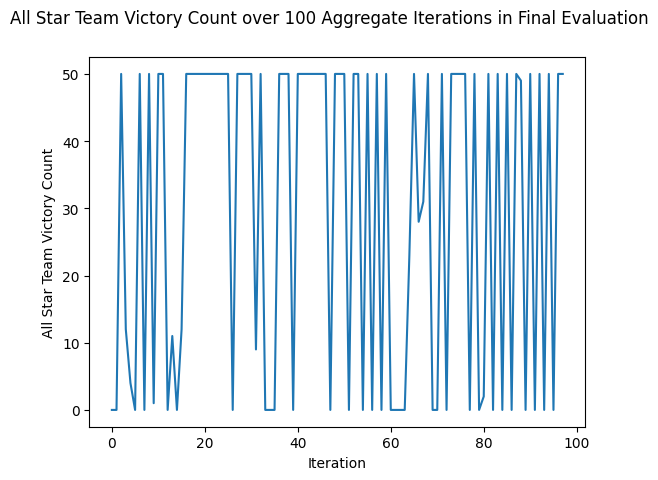 All Star Team Victory Count over 100 Aggregate Iterations in Final Evaluation
50
40
30
20
10
0
All Star Team Victory Count
0 20 40 60 80 100
Iteration